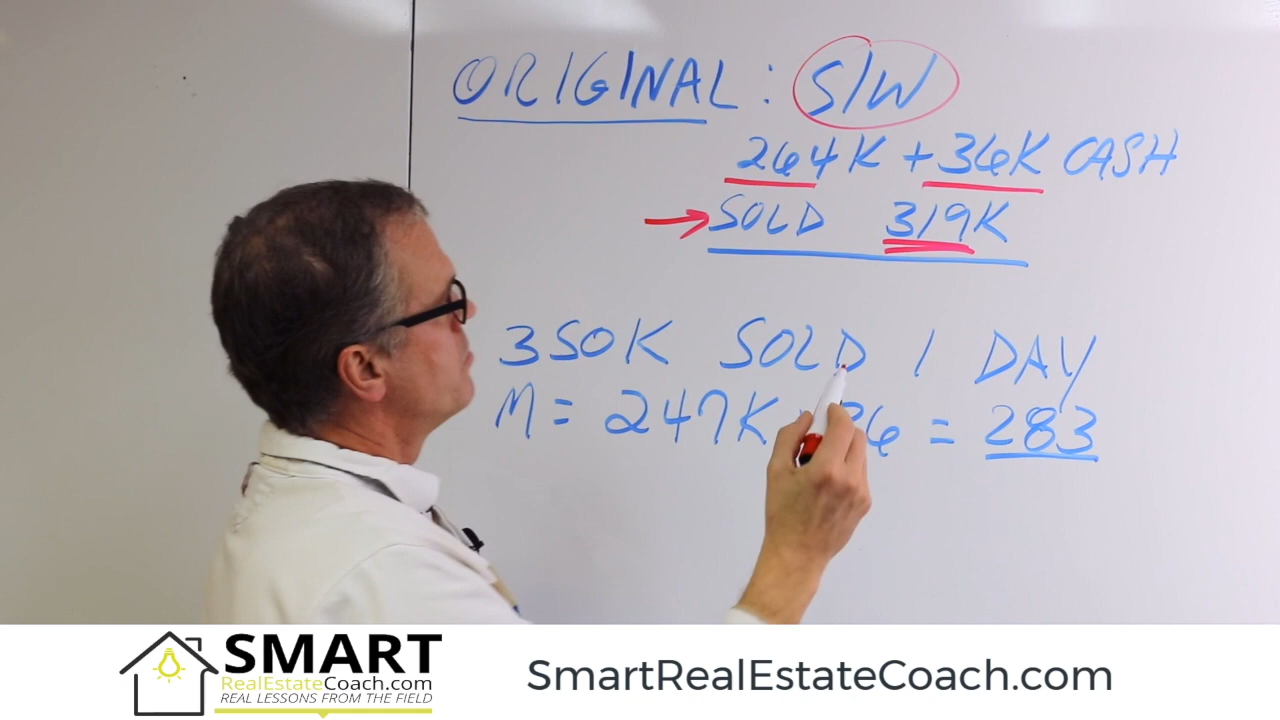 ORIGINAL: S/W
264K + 36K CASH
SOLD 319K
350K SOLD 1 DAY
M = 247K 36 = 283
SMART
RealEstateCoach.com
REAL LESSONS FROM THE FIELD
SmartRealEstateCoach.com